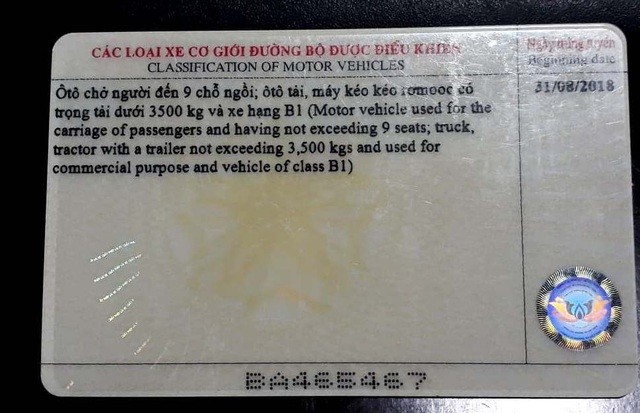 CÁC LOẠI XE CƠ GIỚI ĐƯỜNG BỘ ĐƯỢC ĐIỀU KHIỂN
CLASSIFICATION OF MOTOR VEHICLES
Ôtô chở người đến 9 chỗ ngồi; ôtô tải, máy kéo kéo rơmooc có
trọng tải dưới 3500 kg và xe hạng B1 (Motor vehicle used for the
carriage of passengers and having not exceeding 9 seats; truck,
tractor with a trailer not exceeding 3,500 kgs and used for
commercial purpose and vehicle of class B1)
Ngày trúng tuyển
Beginning date
31/08/2018
BA465467